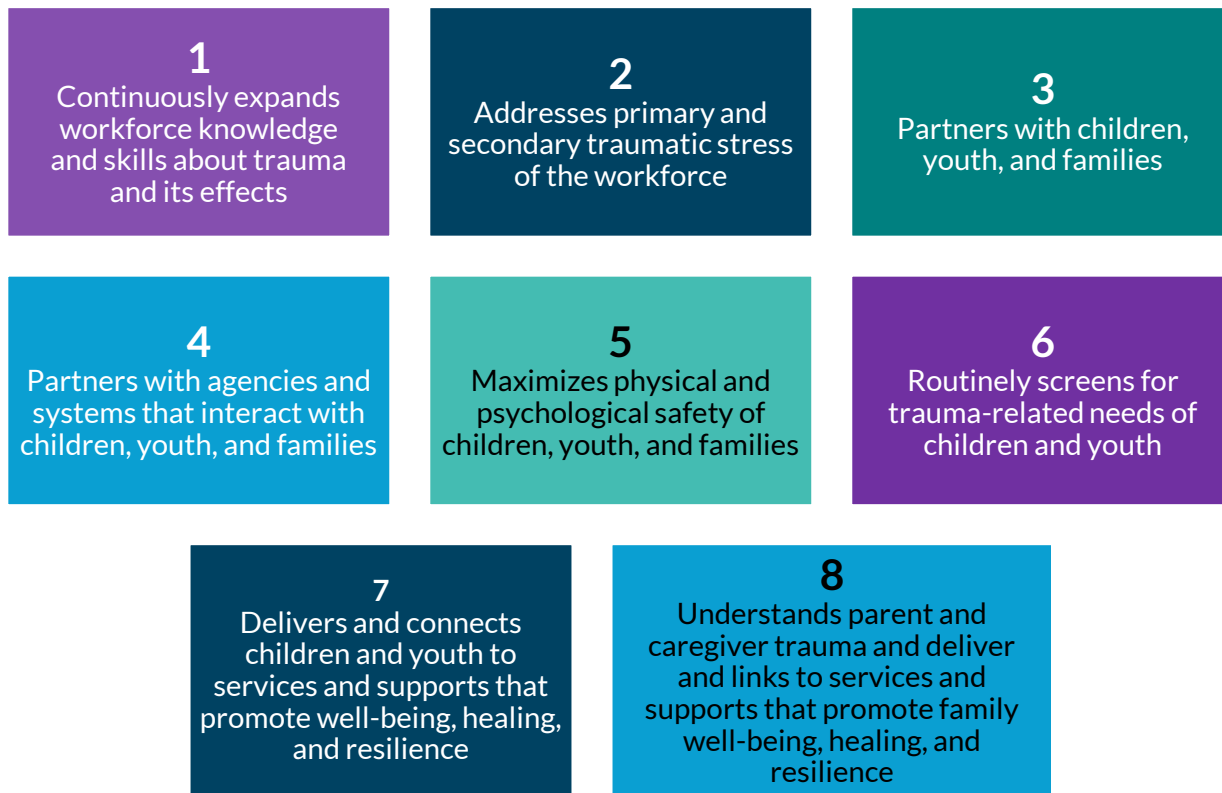 1
Continuously expands
workforce knowledge
and skills about trauma
and its effects
2
Addresses primary and
secondary traumatic stress
of the workforce
3
Partners with children,
youth, and families
4
Partners with agencies and
systems that interact with
children, youth, and families
5
Maximizes physical and
psychological safety of
children, youth, and families
6
Routinely screens for
trauma-related needs of
children and youth
7
Delivers and connects
children and youth to
services and supports that
promote well-being, healing,
and resilience
8
Understands parent and
caregiver trauma and deliver
and links to services and
supports that promote family
well-being, healing, and
resilience